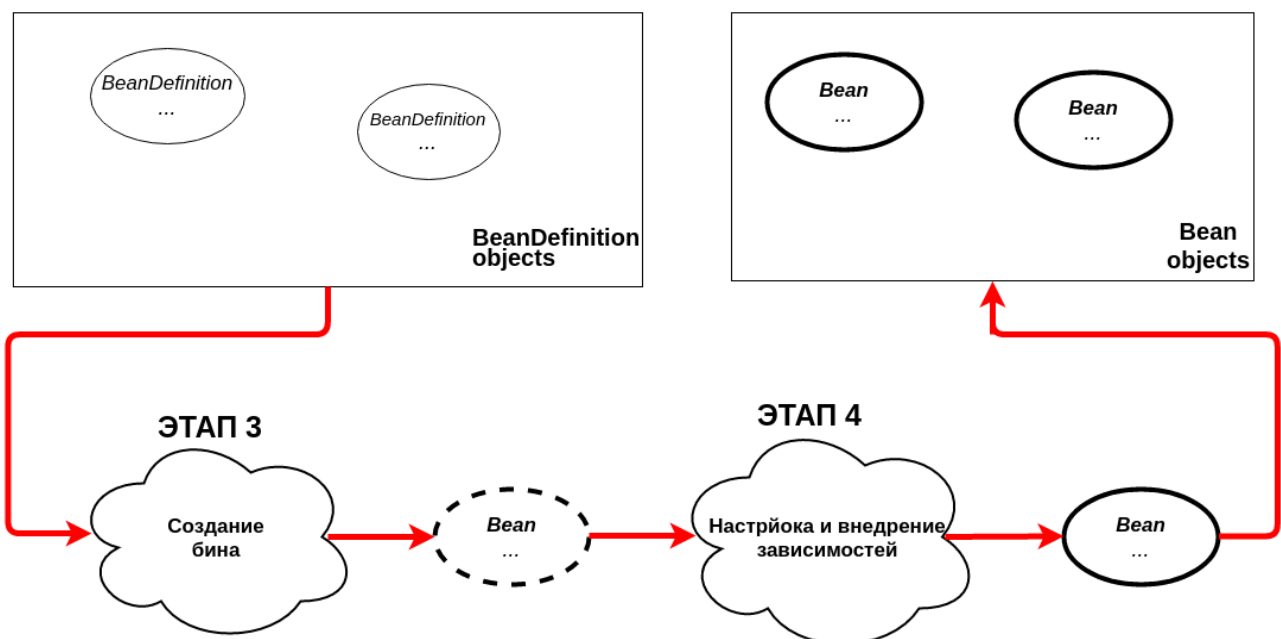 BeanDefinition
...
BeanDefinition
...
BeanDefinition
objects
Bean
...
Bean
...
Bean
objects
ЭТАП 3
Создание
бина
Bean
...
ЭТАП 4
Настрйока и внедрение
зависимостей
Bean
...